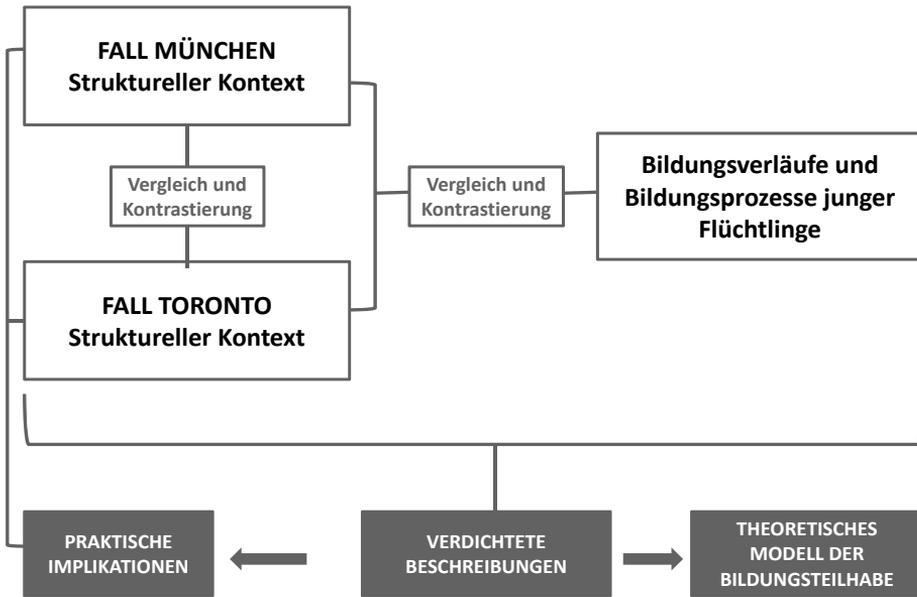 FALL MÜNCHEN
Struktureller Kontext
Vergleich und
Kontrastierung
Vergleich und
Kontrastierung
Bildungsverläufe und
Bildungsprozesse junger
Flüchtlinge
FALL TORONTO
Struktureller Kontext
PRAKTISCHE
IMPLIKATIONEN
VERDICHTETE
BESCHREIBUNGEN
THEORETISCHES
MODELL DER
BILDUNGSTEILHABE